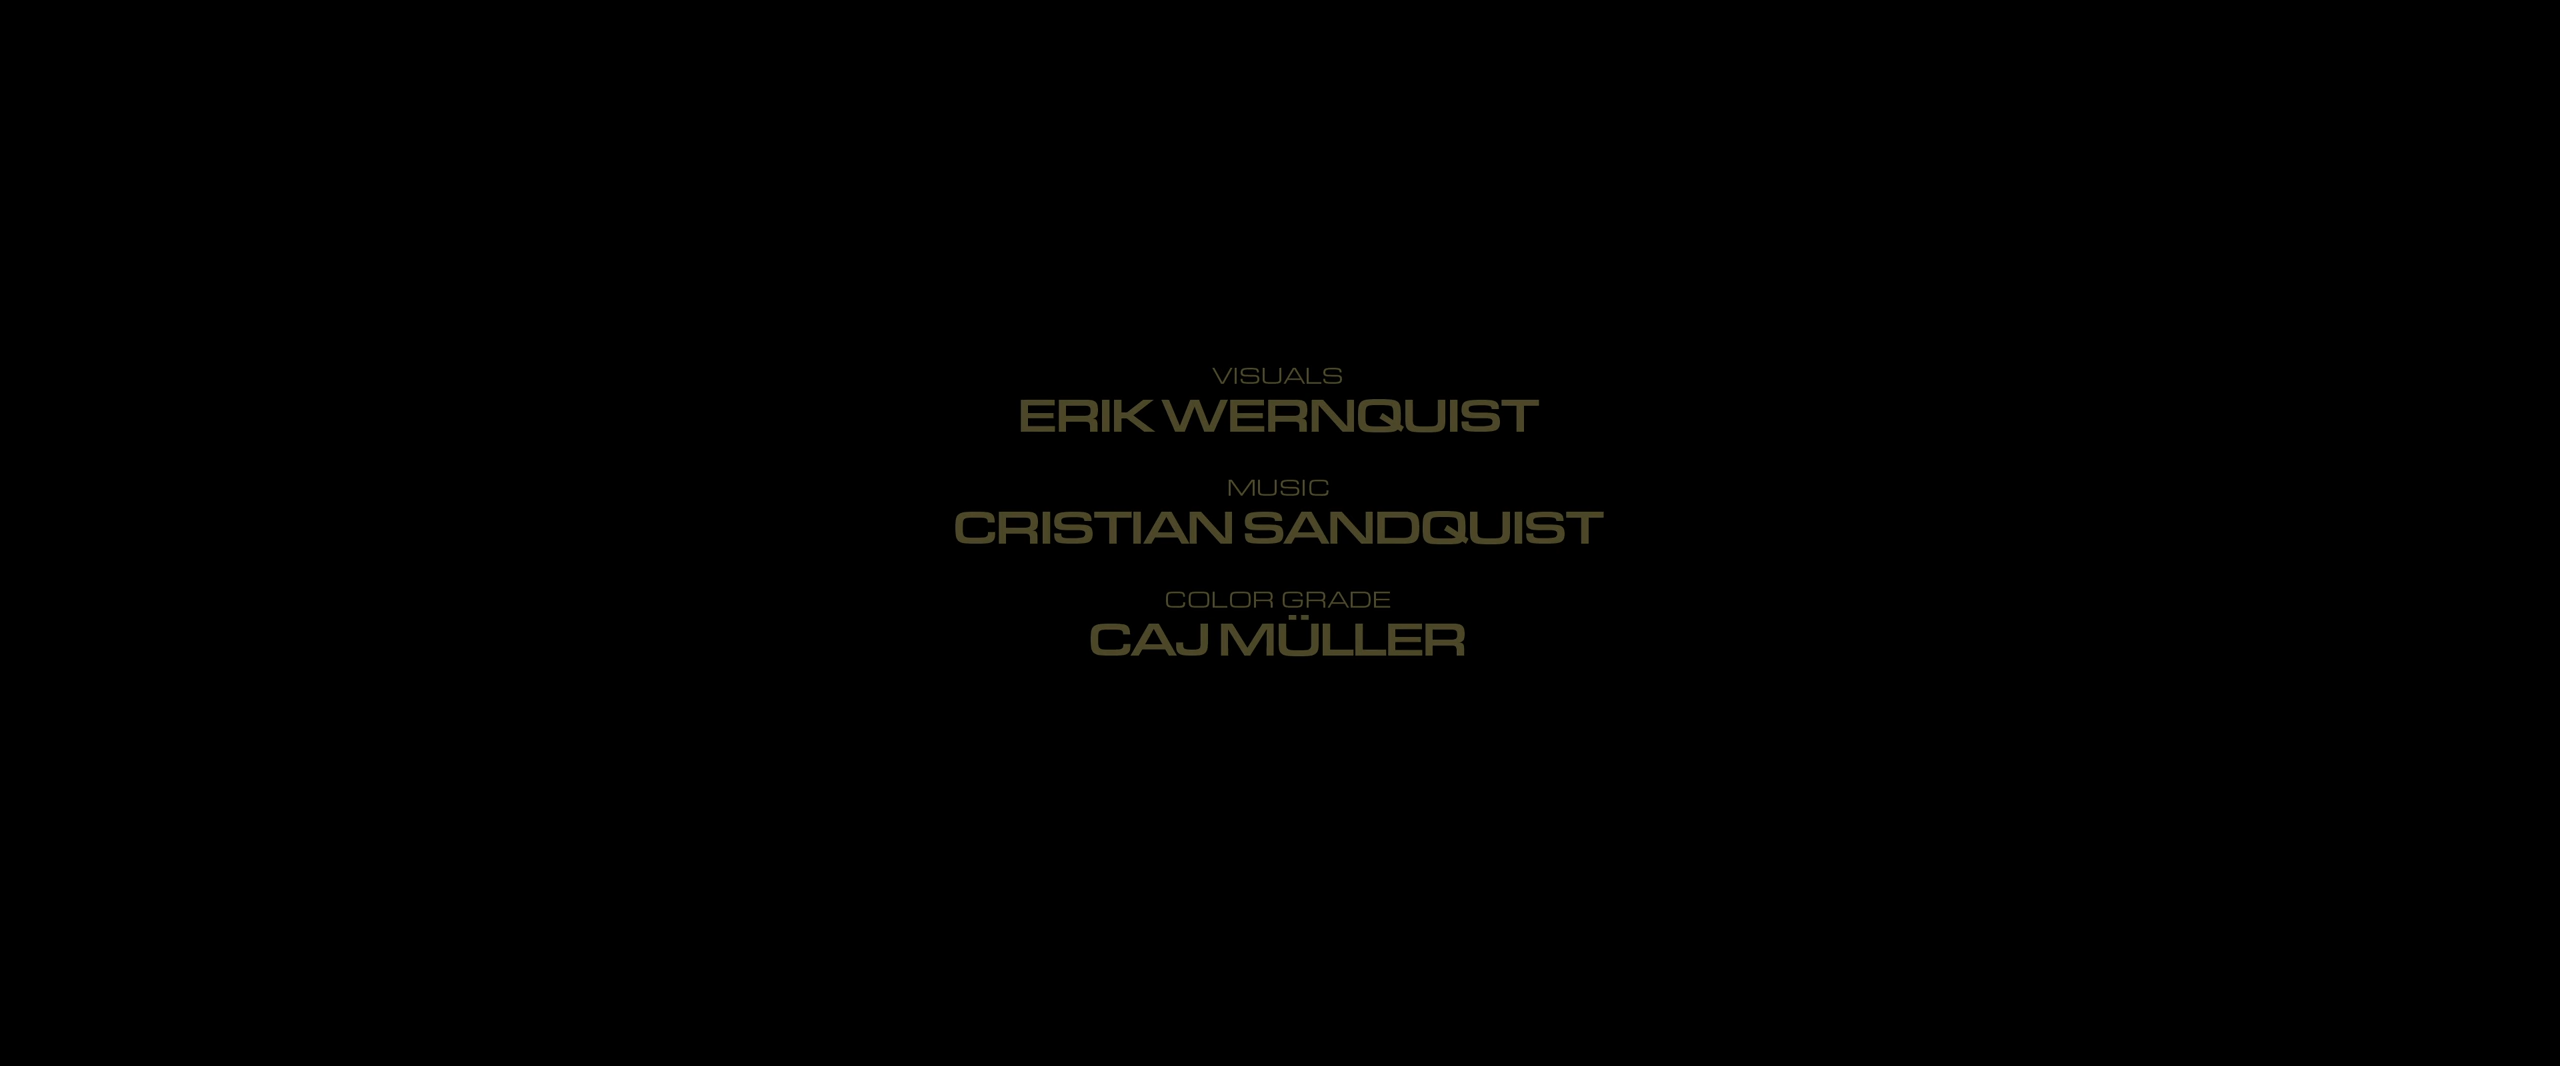 VISUALS
ERIK WERNQUIST
MUSIC
CRISTIAN SANDQUIST
COLOR GRADE
CAJ MÜLLER